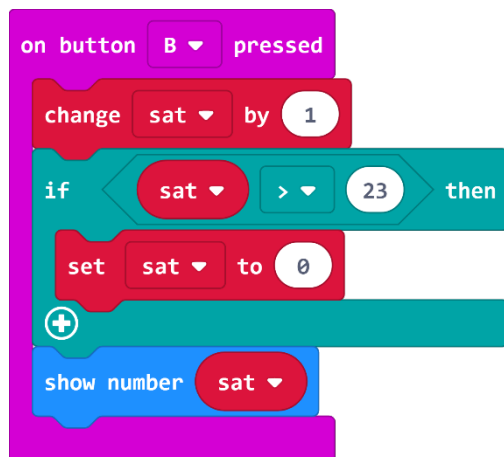 on button B pressed
change sat by 1
if sat > 23 then
set sat to 0
show number sat